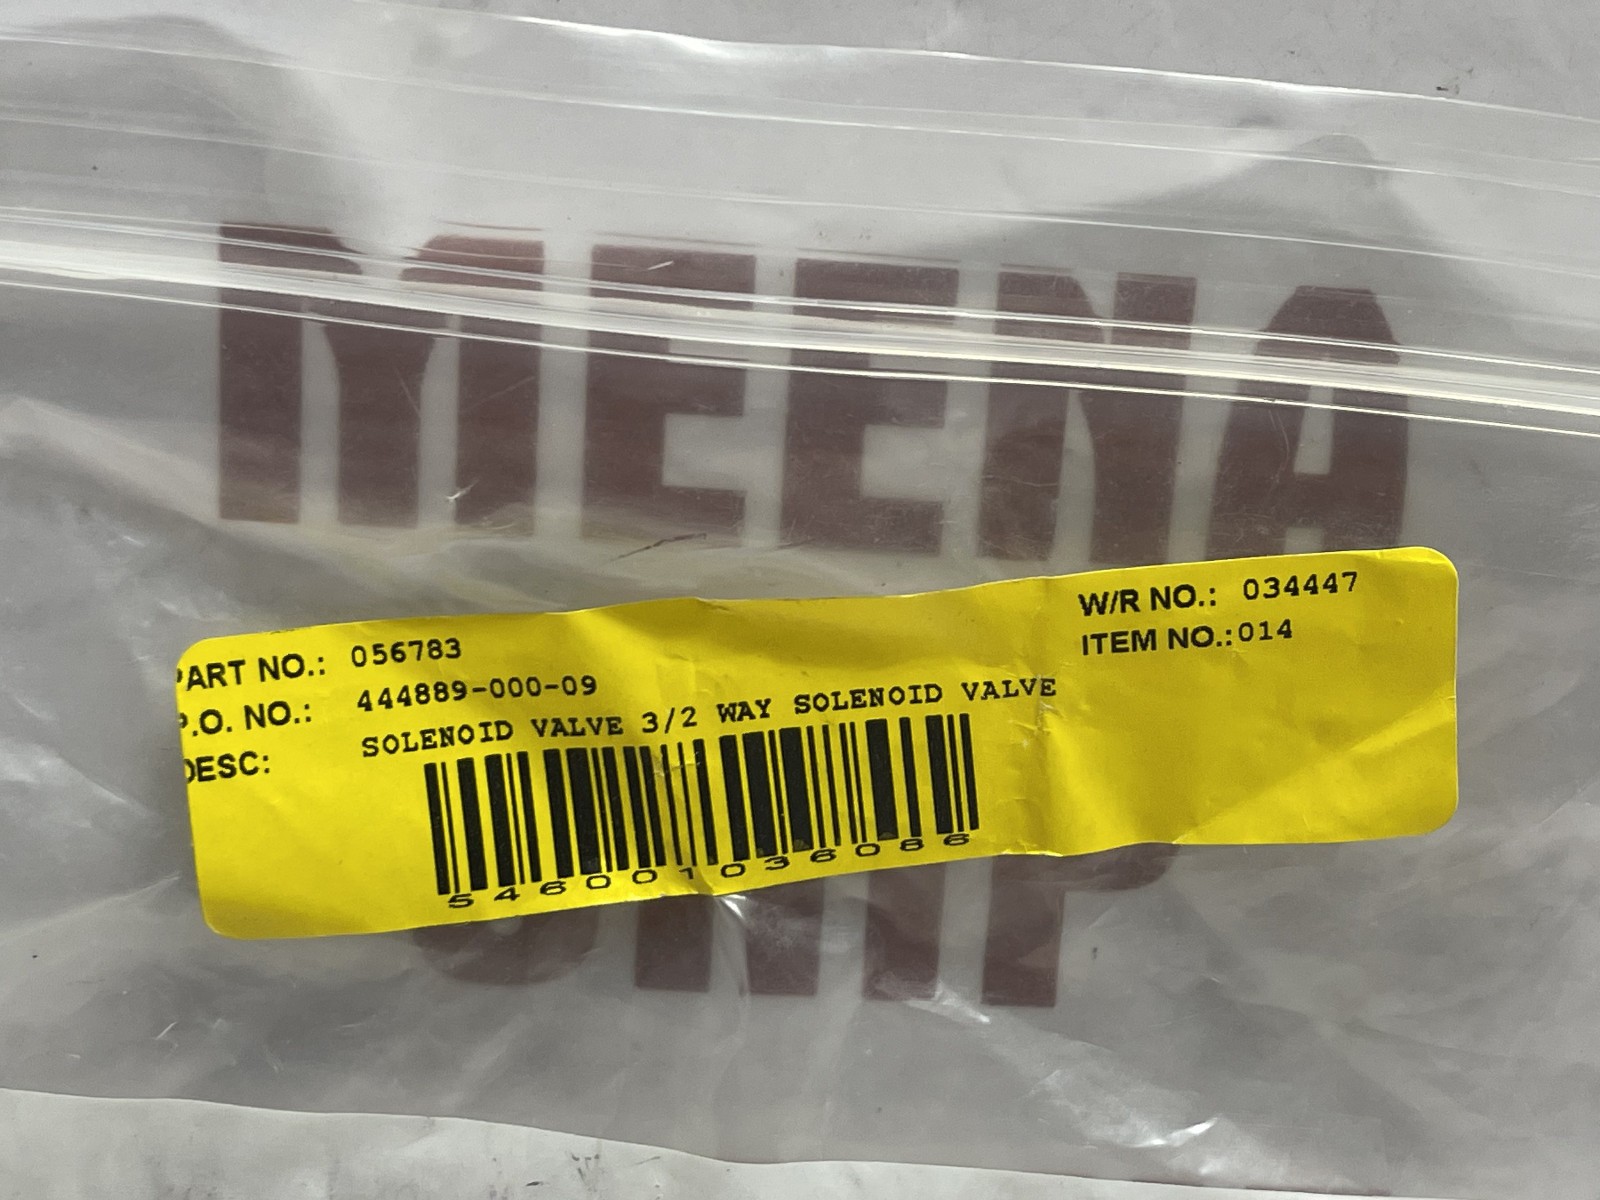 MEENA
PART NO.: 056783
P.O. NO.: 444889-000-09
DESC: SOLENOID VALVE 3/2 WAY SOLENOID VALVE
W/R NO.: 034447
ITEM NO.:014
546001036086